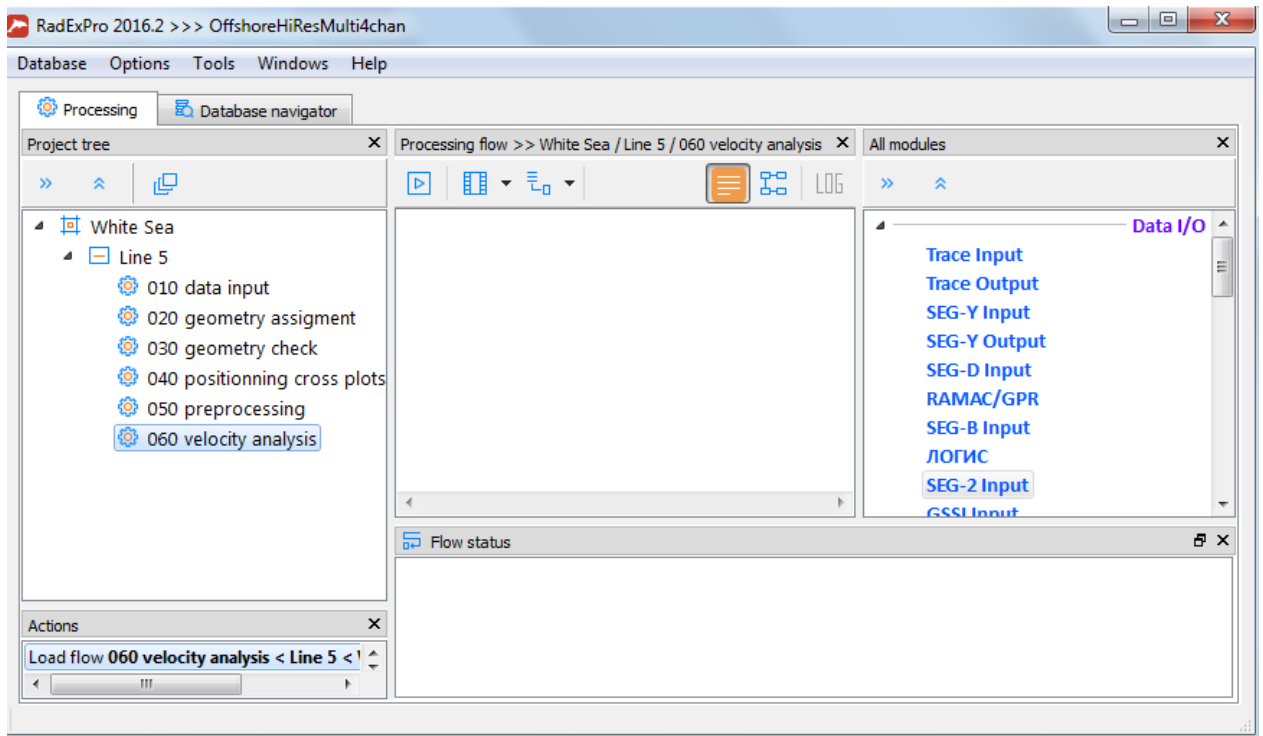 RadExPro 2016.2 >>> OffshoreHiResMulti4chan
Database Options Tools Windows Help
Processing Database navigator
Project tree
Processing flow >> White Sea / Line 5 / 060 velocity analysis
LOG
All modules
White Sea
Line 5
010 data input
020 geometry assigment
030 geometry check
040 positionning cross plots
050 preprocessing
060 velocity analysis
Data I/O
Trace Input
Trace Output
SEG-Y Input
SEG-Y Output
SEG-D Input
RAMAC/GPR
SEG-B Input
ЛОГИС
SEG-2 Input
GSSI Input
Flow status
Actions
Load flow 060 velocity analysis < Line 5 <